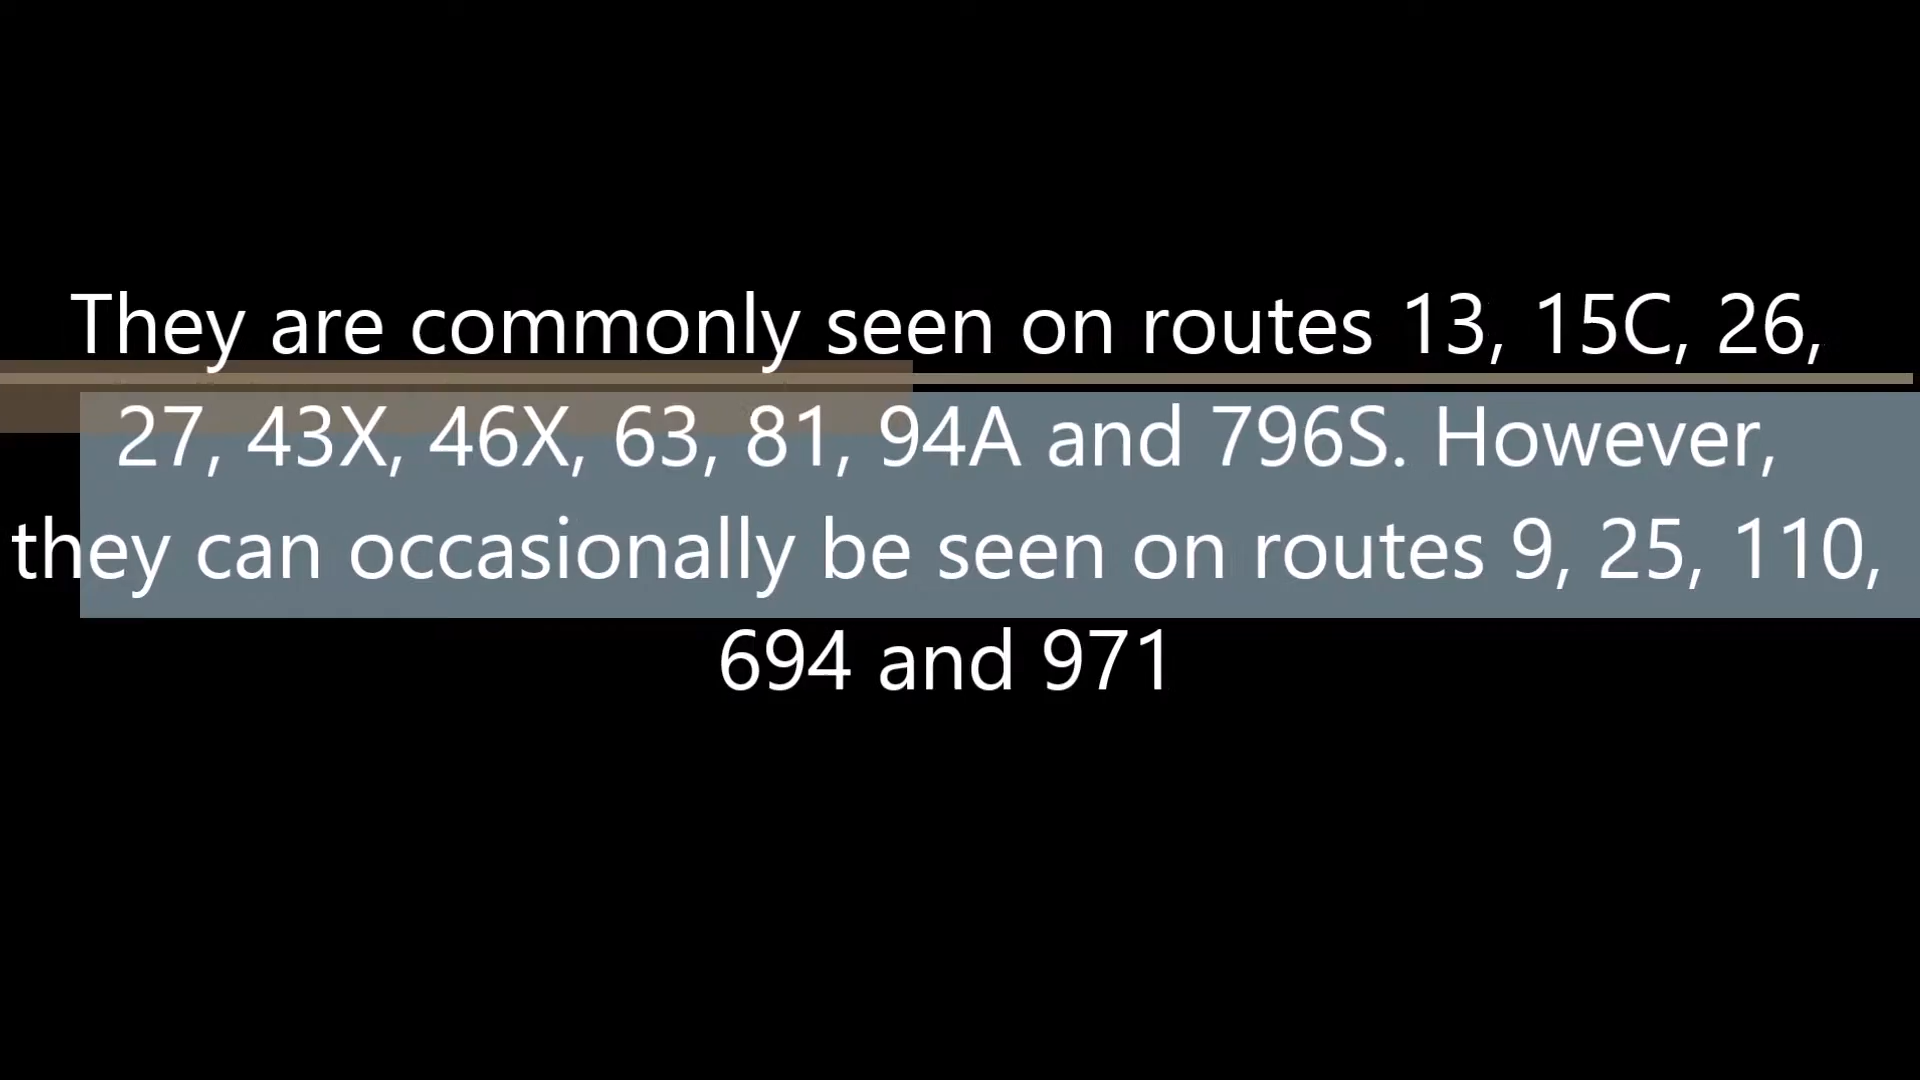 They are commonly seen on routes 13, 15C, 26,
27, 43X, 46X, 63, 81, 94A and 796S. However,
they can occasionally be seen on routes 9, 25, 110,
694 and 971